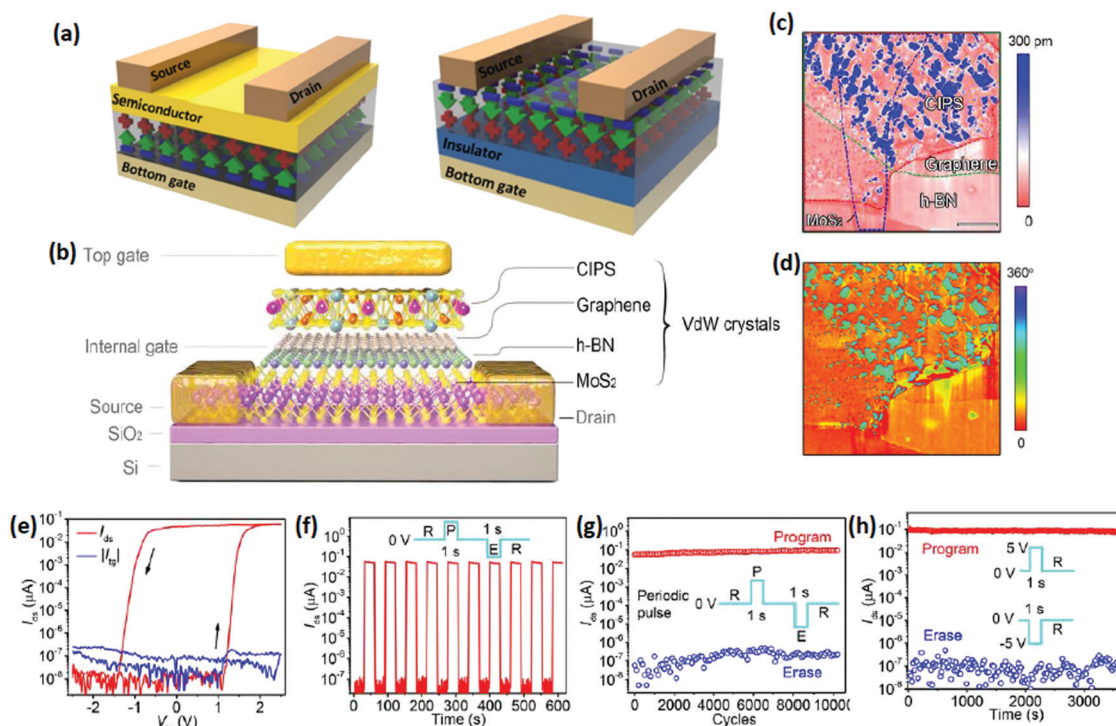 (a)
Source
Drain
Semiconductor
Bottom gate
Source
Drain
Insulator
Bottom gate
(b)
Top gate
Internal gate
Source
SiO2
Si
CIPS
Graphene
h-BN
MoS2
Drain
VdW crystals
(c)
CIPS
Graphene
h-BN
MoS2
300 pm
0
(d)
360°
0
(e)
Ids (μA)
10-1
100
10-1
10-2
10-3
10-4
10-5
10-6
10-7
10-8
Ids
|Itg|
-2 -1 0 1 2
(V)
(f)
Ids (μA)
101
100
10-1
10-2
10-3
10-4
10-5
10-6
10-7
0 V
R
P
1 s
1 s
E
R
0 100 200 300 400 500 600
Time (s)
(g)
Ids (μA)
101
100
10-1
10-2
10-3
10-4
10-5
10-6
10-7
10-8
Program
Periodic
pulse
0 V
R
P
1 s
1 s
E
R
Erase
0 2000 4000 6000 8000 10000
Cycles
(h)
Ids (μA)
100
10-1
10-2
10-3
10-4
10-5
10-6
10-7
10-8
Program
5 V
0 V
R
1 s
1 s
0 V
R
-5 V
Erase
0 1000 2000 3000
Time (s)